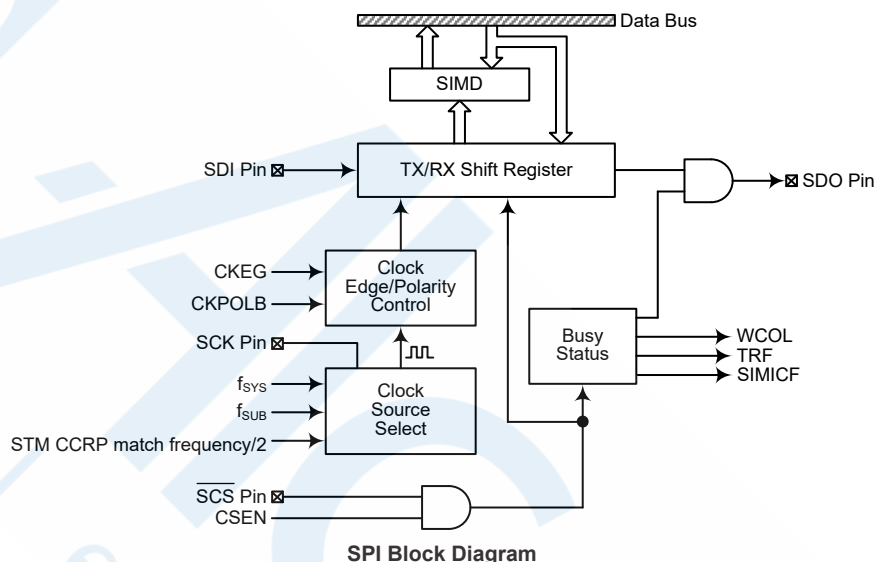 Data Bus
SIMD
SDI Pin
TX/RX Shift Register
SDO Pin
CKEG
CKPOLB
Clock
Edge/Polarity
Control
SCK Pin
fSYS
fSUB
STM CCRP match frequency/2
Clock
Source
Select
Busy
Status
WCOL
TRF
SIMICF
SCS Pin
CSEN
SPI Block Diagram